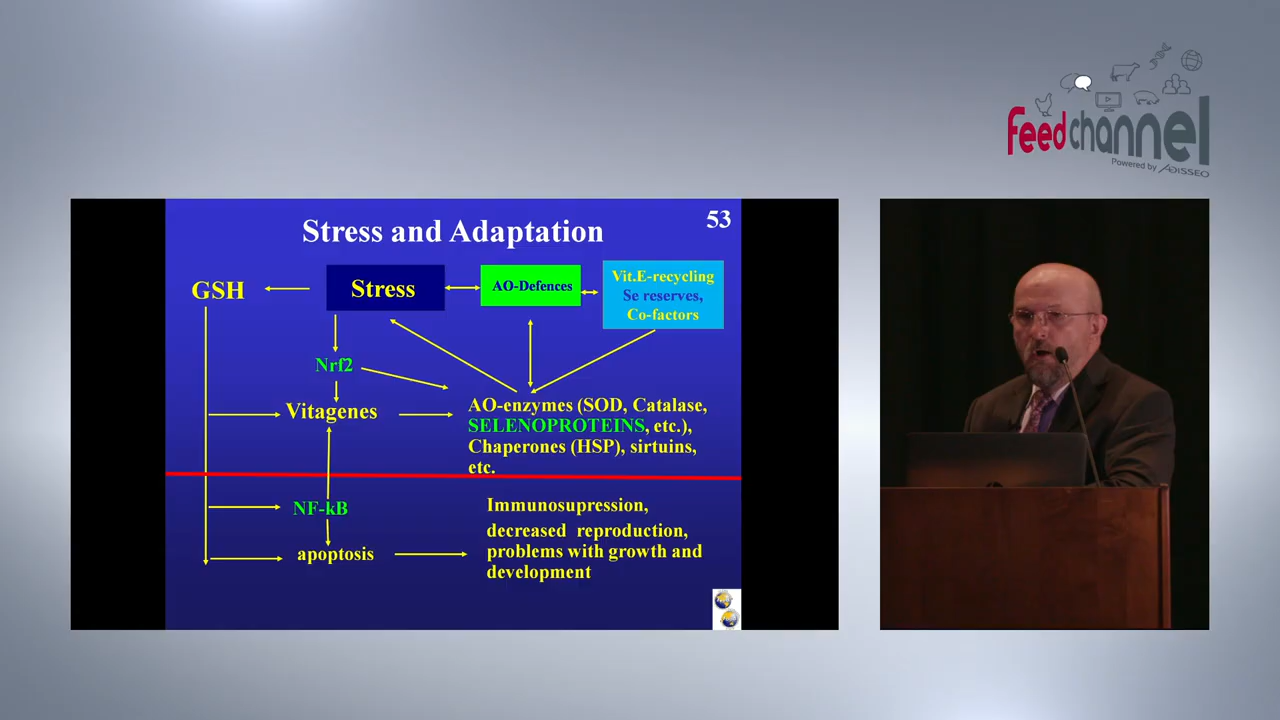 feedchannel
Powered by ADISSEO
Stress and Adaptation
53
GSH
Stress
AO-Defences
Vit.E-recycling
Se reserves,
Co-factors
Nrf2
Vitagenes
AO-enzymes (SOD, Catalase,
SELENOPROTEINS, etc.),
Chaperones (HSP), sirtuins,
etc.
NF-kB
Immunosupression,
decreased reproduction,
apoptosis
problems with growth and
development